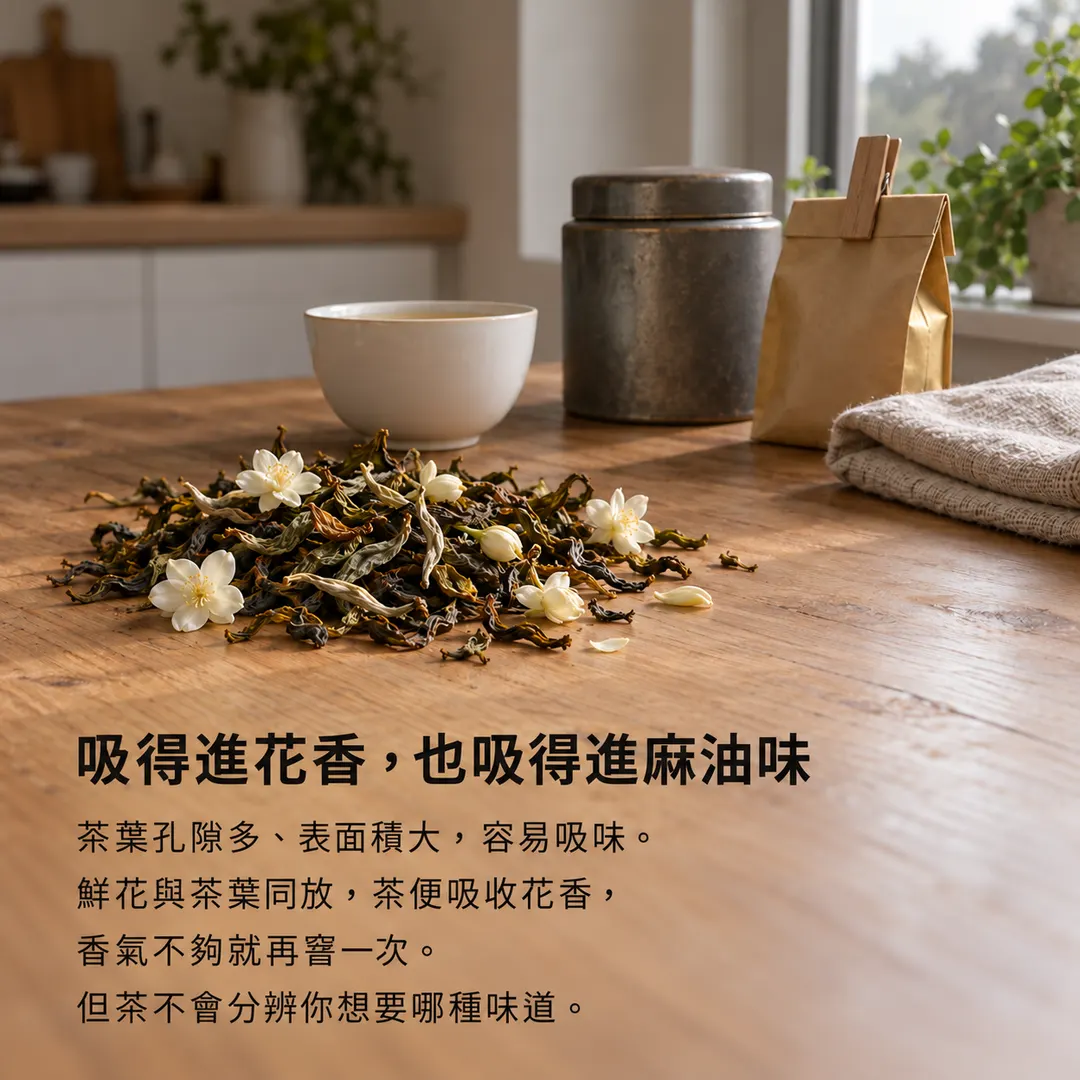 吸得進花香，也吸得進麻油味
茶葉孔隙多、表面積大，容易吸味。
鮮花與茶葉同放，茶便吸收花香，
香氣不夠就再窨一次。
但茶不會分辨你想要哪種味道。